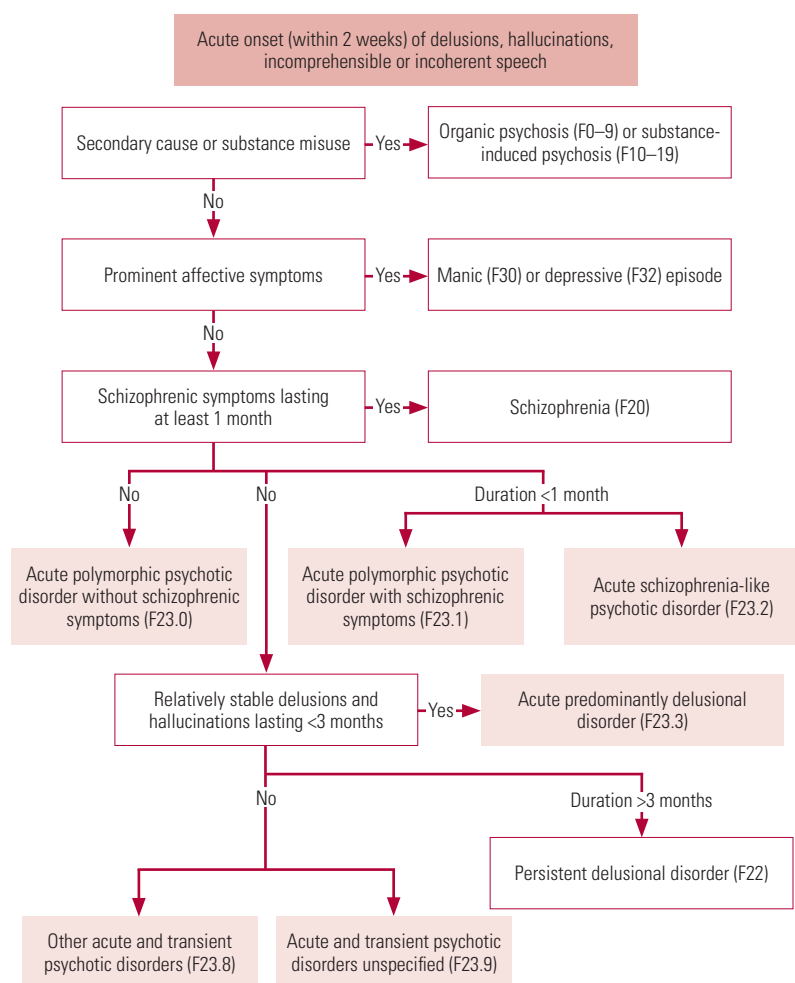 Acute onset (within 2 weeks) of delusions, hallucinations,
incomprehensible or incoherent speech
Secondary cause or substance misuse
Yes
Organic psychosis (F0–9) or substance-
induced psychosis (F10–19)
No
Prominent affective symptoms
Yes
Manic (F30) or depressive (F32) episode
No
Schizophrenic symptoms lasting
at least 1 month
Yes
Schizophrenia (F20)
No
No
Duration <1 month
Acute polymorphic psychotic
disorder without schizophrenic
symptoms (F23.0)
Acute polymorphic psychotic
disorder with schizophrenic
symptoms (F23.1)
Acute schizophrenia-like
psychotic disorder (F23.2)
Relatively stable delusions and
hallucinations lasting <3 months
Yes
Acute predominantly delusional
disorder (F23.3)
No
Duration >3 months
Persistent delusional disorder (F22)
Other acute and transient
psychotic disorders (F23.8)
Acute and transient psychotic
disorders unspecified (F23.9)